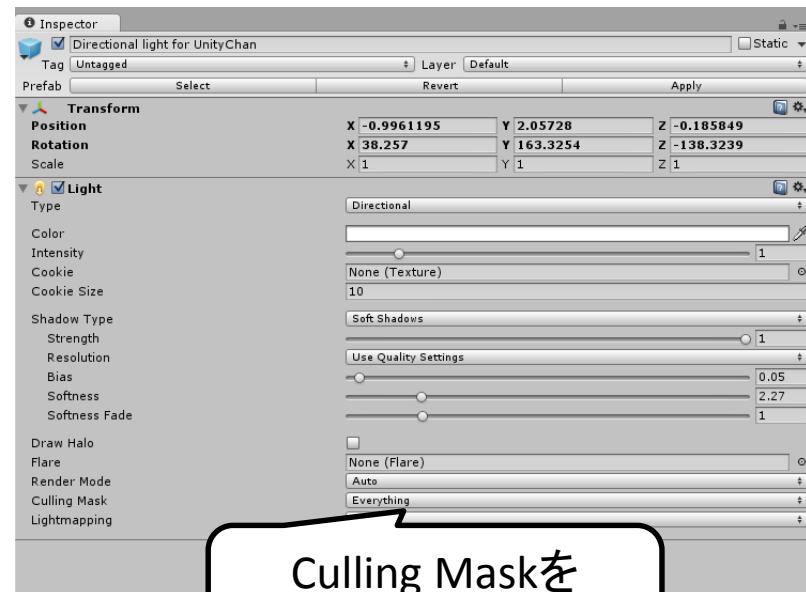 Inspector
Directional light for UnityChan Static
Tag Untagged Layer Default
Prefab Select Revert Apply
Transform
Position X -0.9961195 Y 2.05728 Z -0.185849
Rotation X 38.257 Y 163.3254 Z -138.3239
Scale X 1 Y 1 Z 1
Light
Type Directional
Color
Intensity 1
Cookie None (Texture)
Cookie Size 10
Shadow Type Soft Shadows
Strength 1
Resolution Use Quality Settings
Bias 0.05
Softness 2.27
Softness Fade 1
Draw Halo
Flare None (Flare)
Render Mode Auto
Culling Mask Everything
Lightmapping
Culling Maskを